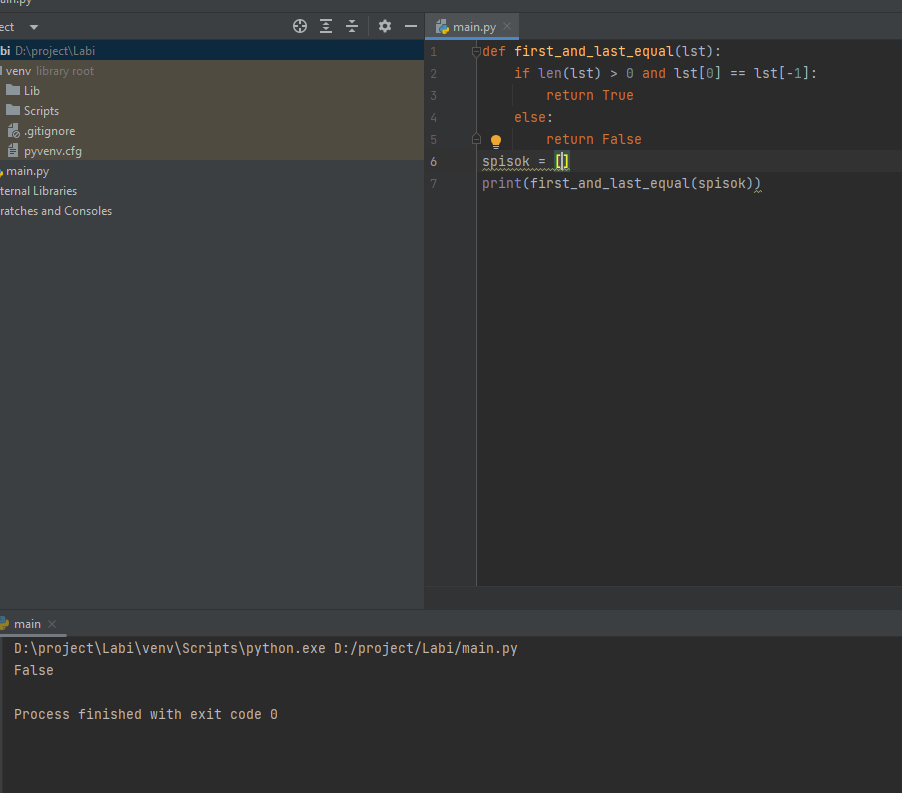 ain.py
ect
bi D:\project\Labi
venv library root
Lib
Scripts
.gitignore
pyvenv.cfg
main.py
ternal Libraries
ratches and Consoles
main.py
1 def first_and_last_equal(lst):
2 if len(lst) > 0 and lst[0] == lst[-1]:
3 return True
4 else:
5 return False
6 spisok = []
7 print(first_and_last_equal(spisok))
main
D:\project\Labi\venv\Scripts\python.exe D:/project/Labi/main.py
False
Process finished with exit code 0